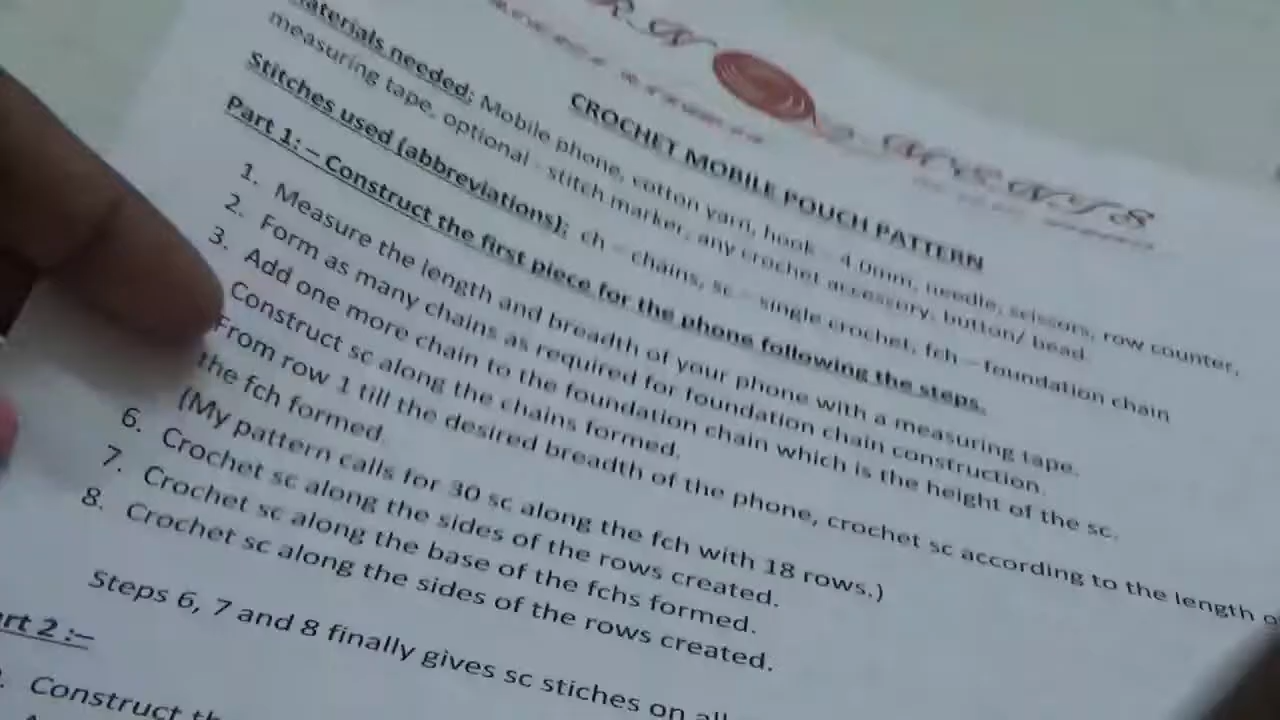 CROCHET MOBILE POUCH PATTERN
materials needed: Mobile phone, cotton yarn, hook – 4.0mm, needle, scissors, row counter,
measuring tape, optional - stitch marker, any crochet accessory, button/ bead
Stitches used (abbreviations): ch – chains, sc – single crochet, fch – foundation chain
Part 1: – Construct the first piece for the phone following the steps.
1. Measure the length and breadth of your phone with a measuring tape.
2. Form as many chains as required for foundation chain construction.
3. Add one more chain to the foundation chain which is the height of the sc.
Construct sc along the chains formed.
From row 1 till the desired breadth of the phone, crochet sc according to the length
the fch formed.
(My pattern calls for 30 sc along the fch with 18 rows.)
6. Crochet sc along the sides of the rows created.
7. Crochet sc along the base of the fchs formed.
8. Crochet sc along the sides of the rows created.
Steps 6, 7 and 8 finally gives sc stiches on all
rt 2 :–
Construct th